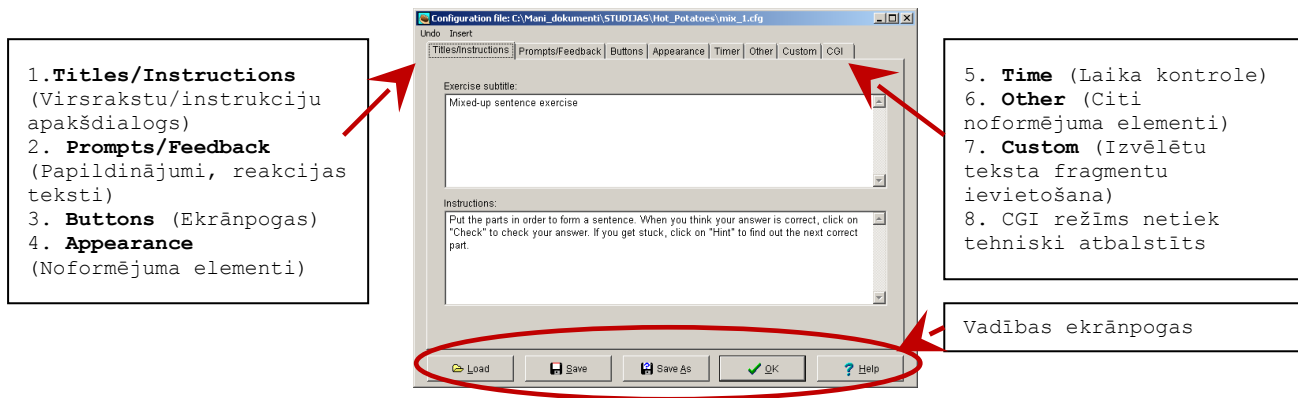 1.Titles/Instructions
(Virsrakstu/instrukciju
apakšdialogs)
2. Prompts/Feedback
(Papildinājumi, reakcijas
teksti)
3. Buttons (Ekrānpogas)
4. Appearance
(Noformējuma elementi)
Configuration file: C:\Mani_dokumenti\STUDIJAS\Hot_Potatoes\mix_1.cfg
Undo Insert
Titles/Instructions Prompts/Feedback Buttons Appearance Timer Other Custom CGI
Exercise subtitle:
Mixed-up sentence exercise
Instructions:
Put the parts in order to form a sentence. When you think your answer is correct, click on
"Check" to check your answer. If you get stuck, click on "Hint" to find out the next correct
part.
Load Save Save As OK Help
5. Time (Laika kontrole)
6. Other (Citi
noformējuma elementi)
7. Custom (Izvēlētu
teksta fragmentu
ievietošana)
8. CGI režīms netiek
tehniski atbalstīts
Vadības ekrānpogas